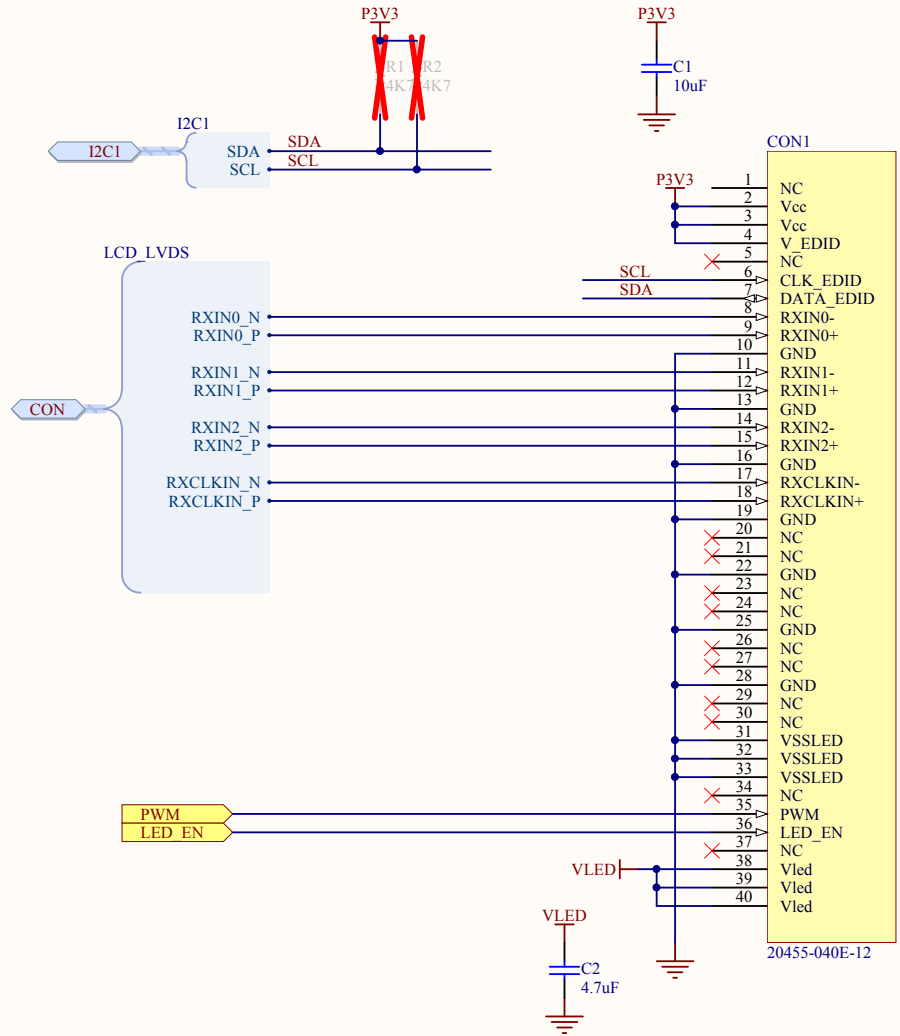 P3V3
R1
4K7
R2
4K7
P3V3
C1
10uF
I2C1
I2C1
SDA
SCL
SDA
SCL
CON1
P3V3
1 NC
2 Vcc
3 Vcc
4 V_EDID
5 NC
SCL 6 CLK_EDID
SDA 7 DATA_EDID
LCD_LVDS
CON
RXIN0_N 8 RXIN0-
RXIN0_P 9 RXIN0+
10 GND
RXIN1_N 11 RXIN1-
RXIN1_P 12 RXIN1+
13 GND
RXIN2_N 14 RXIN2-
RXIN2_P 15 RXIN2+
16 GND
RXCLKIN_N 17 RXCLKIN-
RXCLKIN_P 18 RXCLKIN+
19 GND
20 NC
21 NC
22 GND
23 NC
24 NC
25 GND
26 NC
27 NC
28 GND
29 NC
30 NC
31 VSSLED
32 VSSLED
33 VSSLED
34 NC
PWM 35 PWM
LED_EN 36 LED_EN
37 NC
VLED 38 Vled
39 Vled
40 Vled
20455-040E-12
VLED
C2
4.7uF